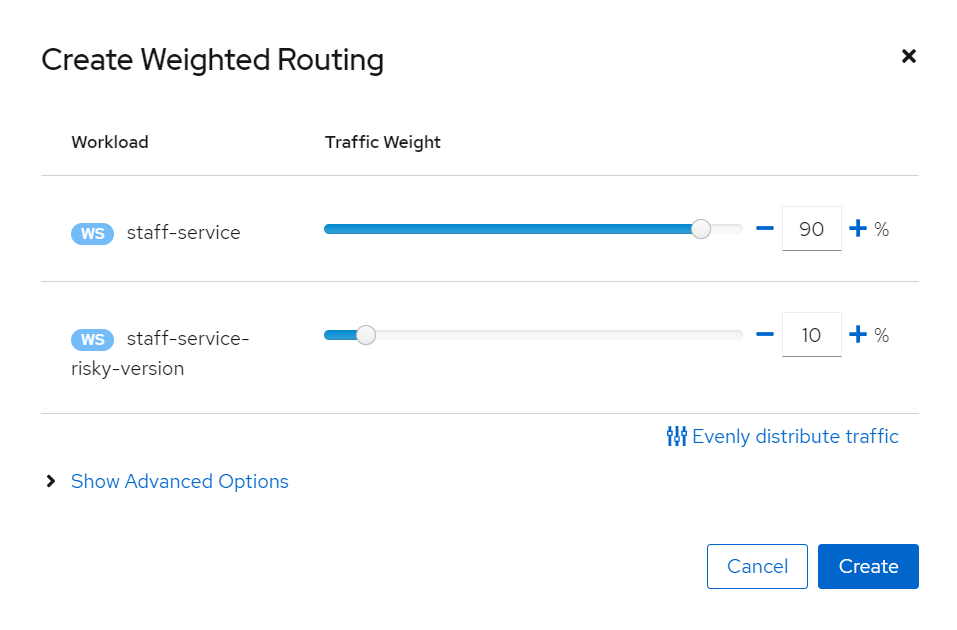 Create Weighted Routing
Workload Traffic Weight
WS staff-service 90 %
WS staff-service-
risky-version 10 %
Evenly distribute traffic
Show Advanced Options
Cancel Create